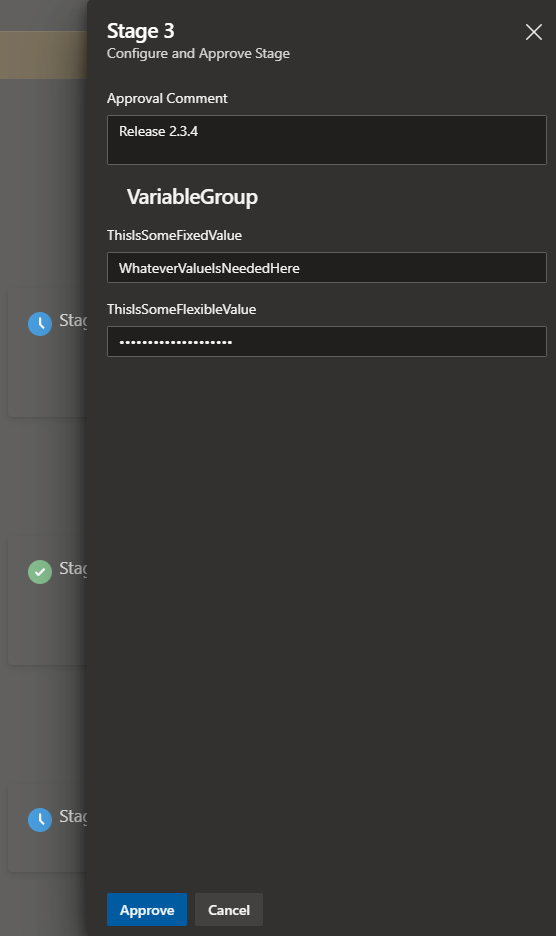 Stage 3
Configure and Approve Stage
Approval Comment
Release 2.3.4
VariableGroup
ThisIsSomeFixedValue
WhateverValueIsNeededHere
ThisIsSomeFlexibleValue
••••••••••••••••••••
Stag
Stag
Stag
Approve
Cancel